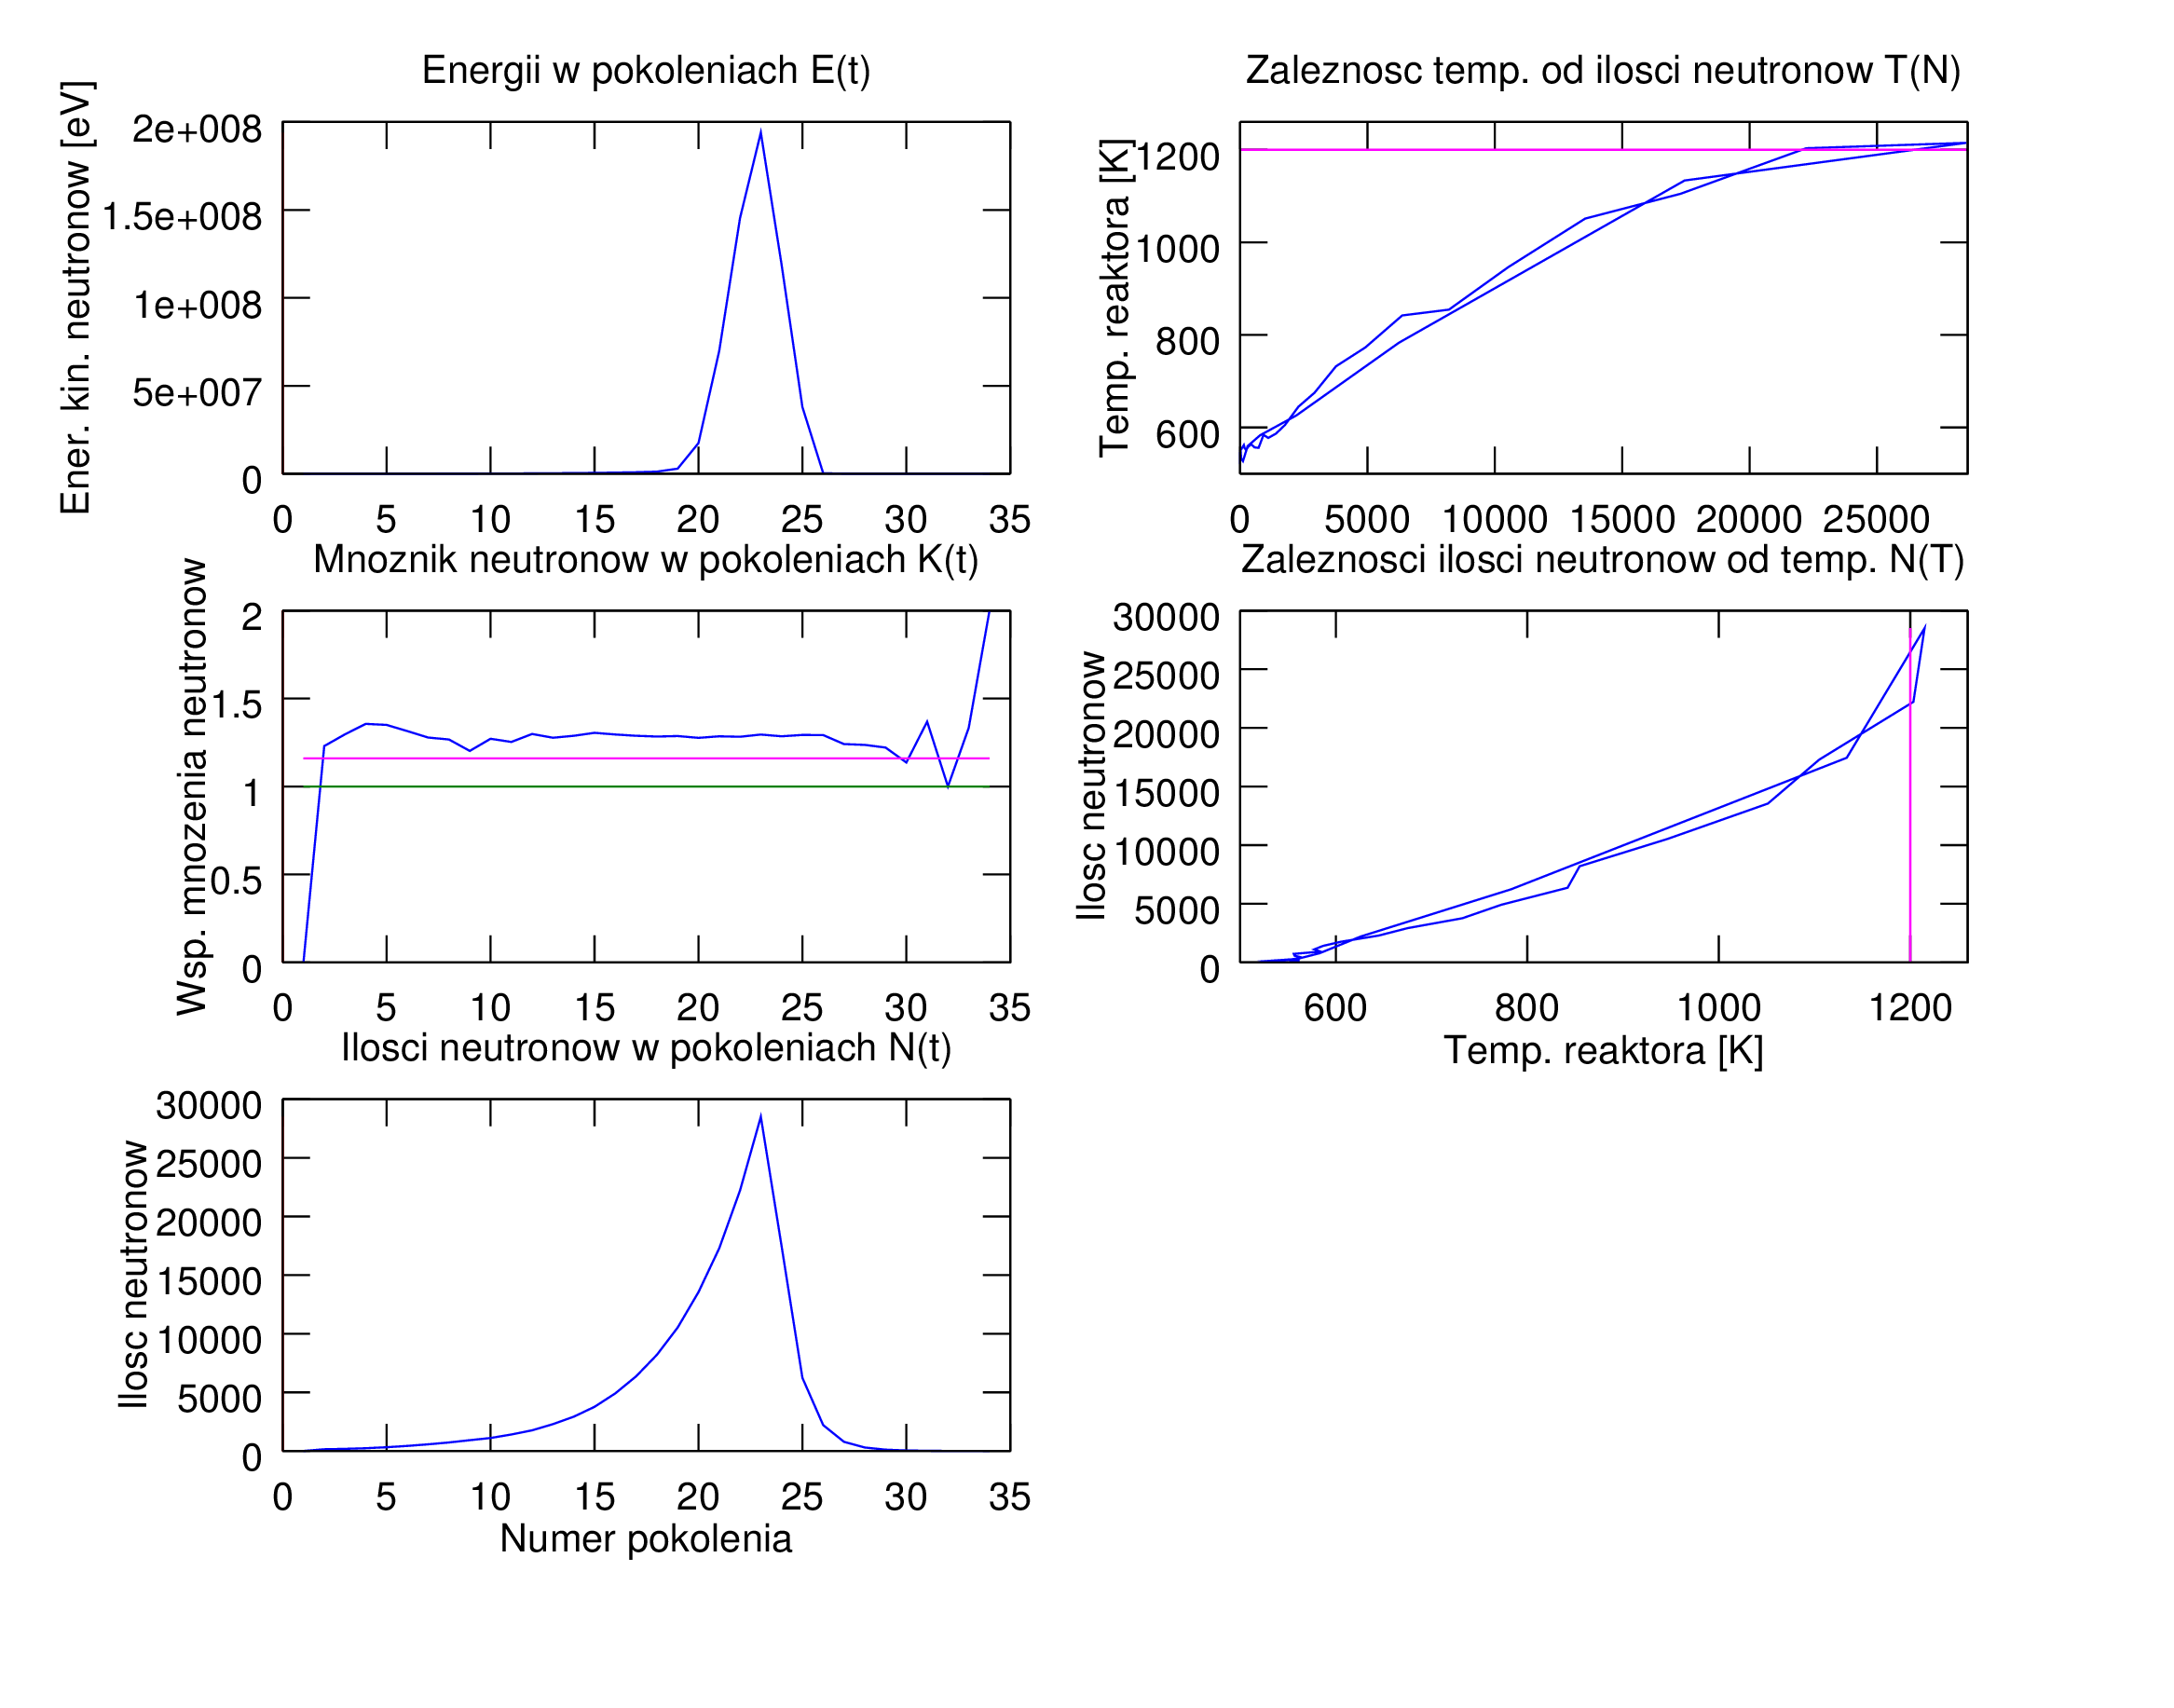 Energii w pokoleniach E(t)
Ener. kin. neutronow [eV]
2e+008
1.5e+008
1e+008
5e+007
0
0 5 10 15 20 25 30 35
Zaleznosc temp. od ilosci neutronow T(N)
Temp. reaktora [K]
1200
1000
800
600
0 5000 10000 15000 20000 25000
Mnoznik neutronow w pokoleniach K(t)
Wsp. mnozenia neutronow
2
1.5
1
0.5
0
0 5 10 15 20 25 30 35
Zaleznosci ilosci neutronow od temp. N(T)
Ilosc neutronow
30000
25000
20000
15000
10000
5000
0
600 800 1000 1200
Temp. reaktora [K]
Ilosci neutronow w pokoleniach N(t)
Ilosc neutronow
30000
25000
20000
15000
10000
5000
0
0 5 10 15 20 25 30 35
Numer pokolenia